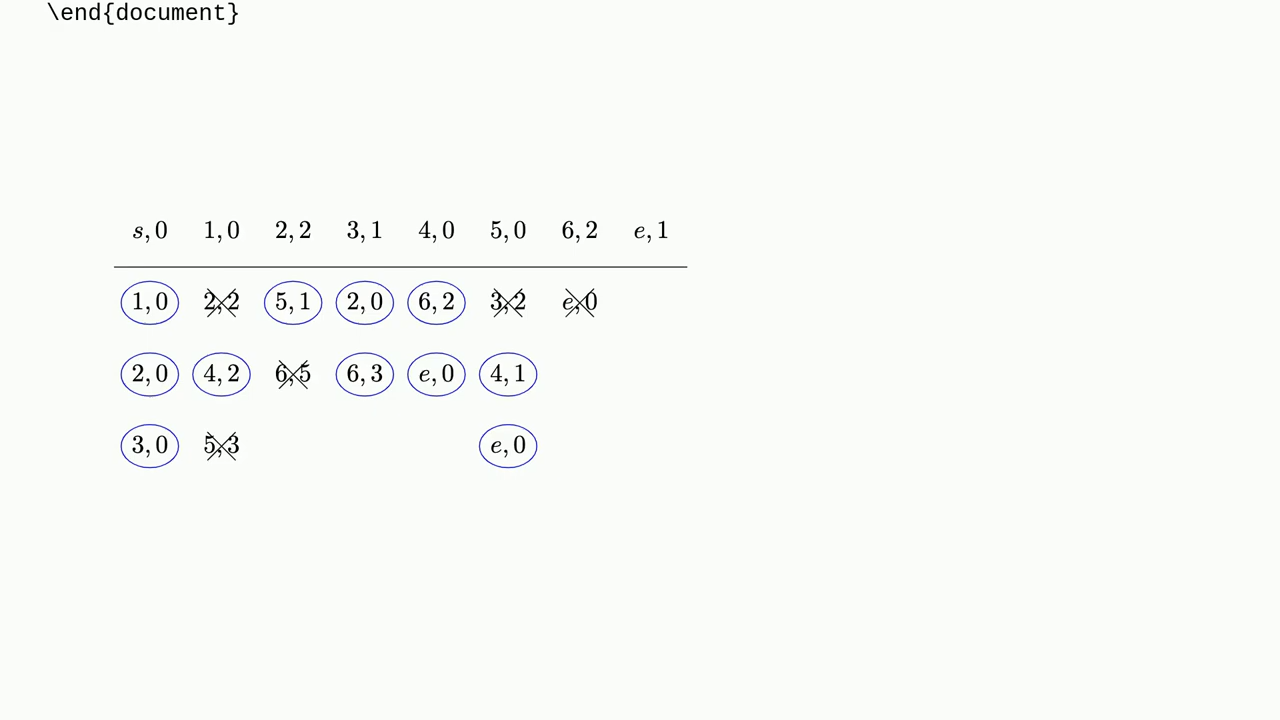 \end{document}
s, 0 1, 0 2, 2 3, 1 4, 0 5, 0 6, 2 e, 1
1, 0 2, 2 5, 1 2, 0 6, 2 3, 2 e, 0
2, 0 4, 2 6, 5 6, 3 e, 0 4, 1
3, 0 5, 3 e, 0